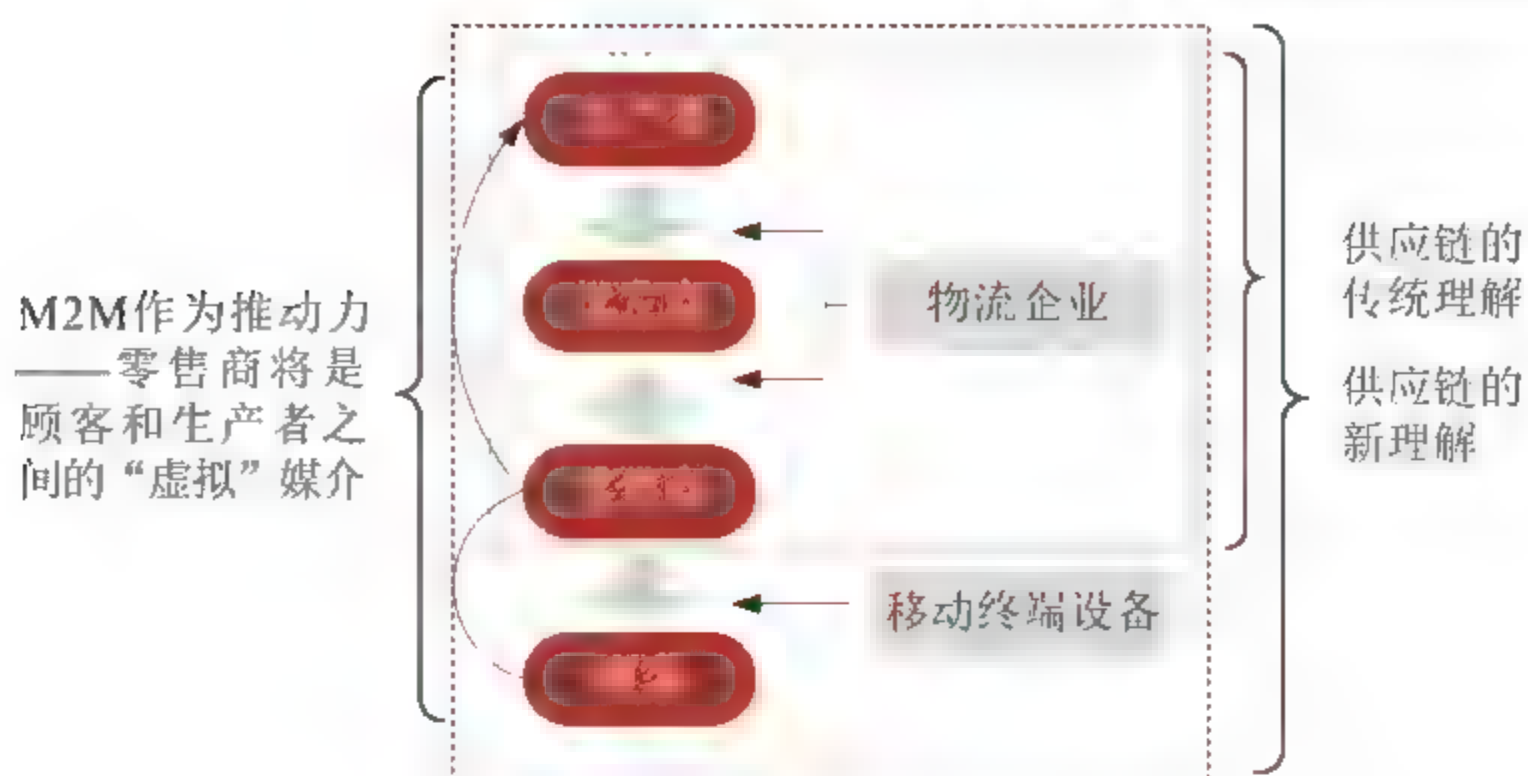 M2M作为推动力
——零售商将是
顾客和生产者之
间的“虚拟”媒介
物流企业
移动终端设备
供应链的
传统理解
供应链的
新理解